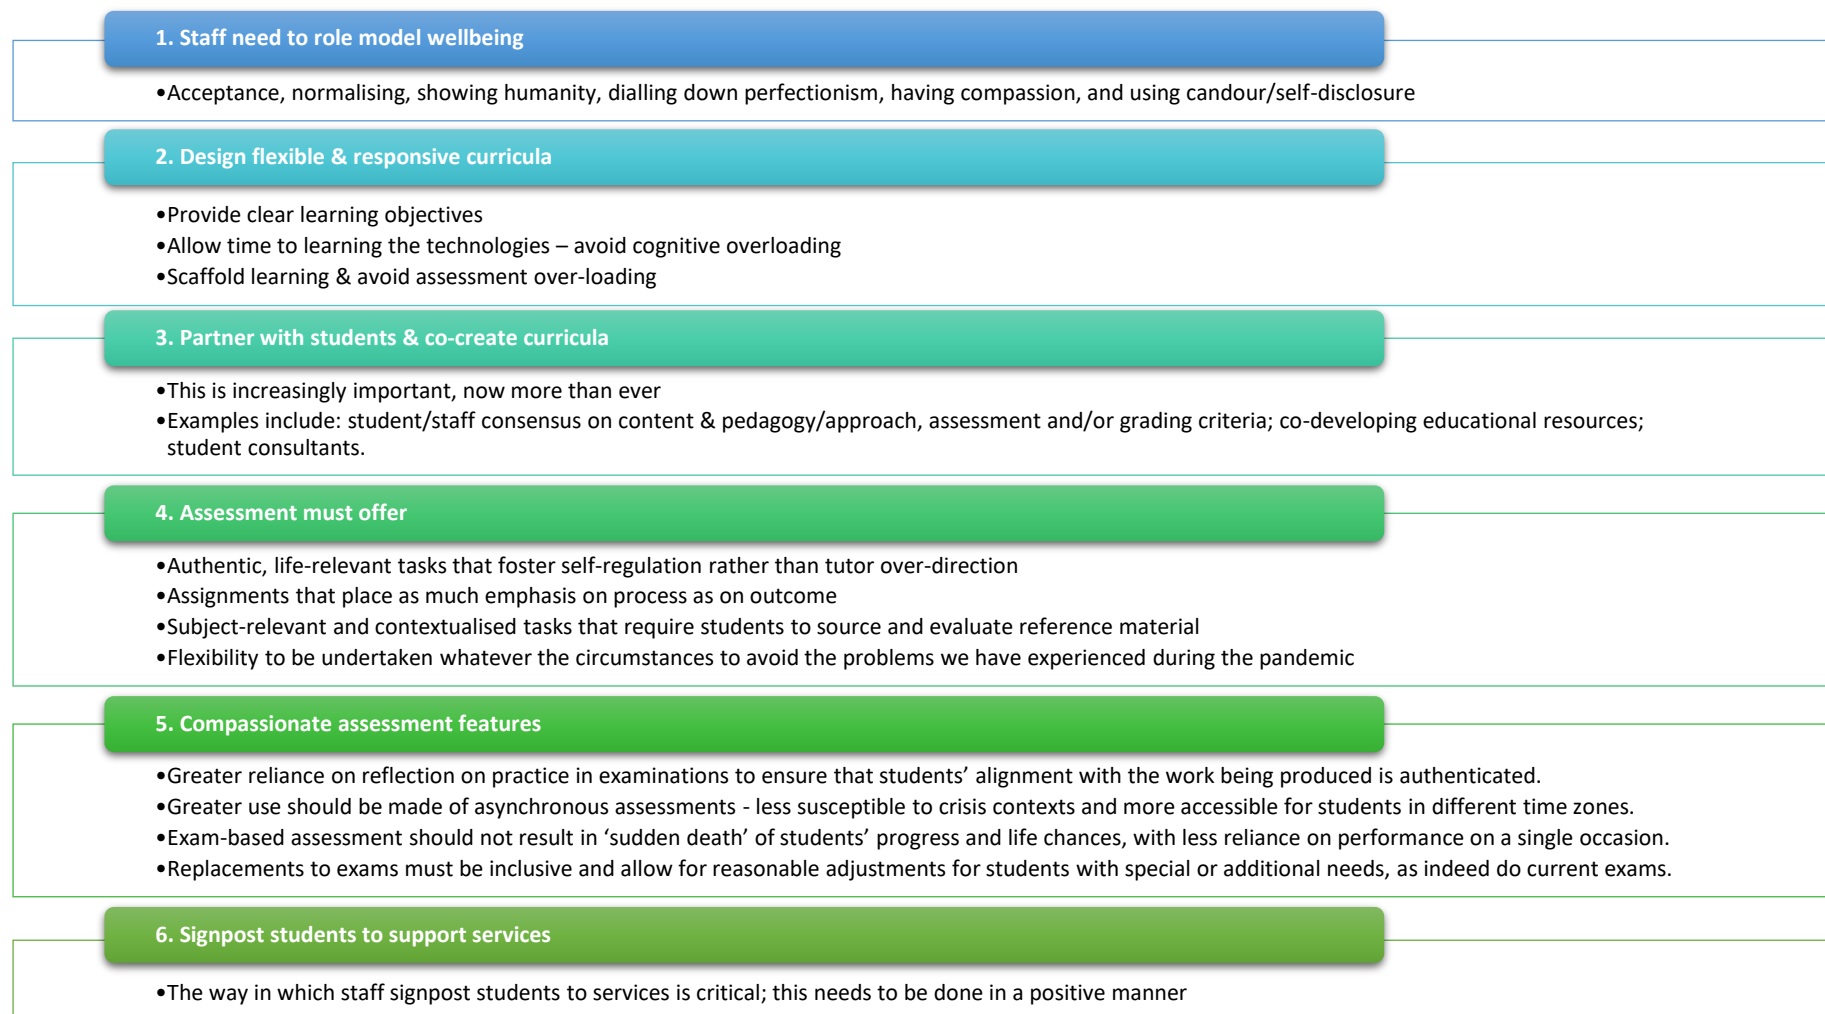 1. Staff need to role model wellbeing
•Acceptance, normalising, showing humanity, dialling down perfectionism, having compassion, and using candour/self-disclosure
2. Design flexible & responsive curricula
•Provide clear learning objectives
•Allow time to learning the technologies – avoid cognitive overloading
•Scaffold learning & avoid assessment over-loading
3. Partner with students & co-create curricula
•This is increasingly important, now more than ever
•Examples include: student/staff consensus on content & pedagogy/approach, assessment and/or grading criteria; co-developing educational resources;
student consultants.
4. Assessment must offer
•Authentic, life-relevant tasks that foster self-regulation rather than tutor over-direction
•Assignments that place as much emphasis on process as on outcome
•Subject-relevant and contextualised tasks that require students to source and evaluate reference material
•Flexibility to be undertaken whatever the circumstances to avoid the problems we have experienced during the pandemic
5. Compassionate assessment features
•Greater reliance on reflection on practice in examinations to ensure that students’ alignment with the work being produced is authenticated.
•Greater use should be made of asynchronous assessments - less susceptible to crisis contexts and more accessible for students in different time zones.
•Exam-based assessment should not result in ‘sudden death’ of students’ progress and life chances, with less reliance on performance on a single occasion.
•Replacements to exams must be inclusive and allow for reasonable adjustments for students with special or additional needs, as indeed do current exams.
6. Signpost students to support services
•The way in which staff signpost students to services is critical; this needs to be done in a positive manner